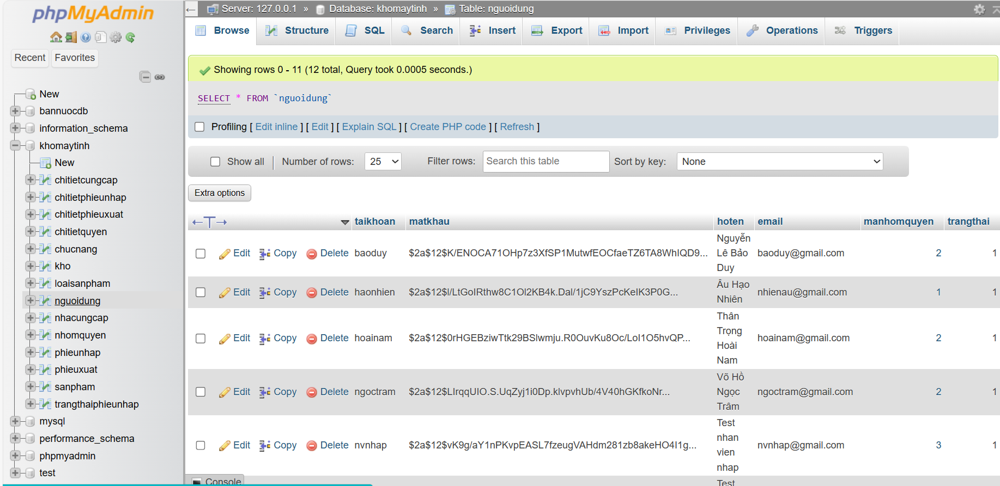 phpMyAdmin
Recent Favorites
New
bannuocdb
information_schema
khomaytinh
New
chitietcungcap
chitietphieunhap
chitietphieuxuat
chitietquyen
chucnang
kho
loaisanpham
nguoidung
nhacungcap
nhomquyen
phieunhap
phieuxuat
sanpham
trangthaiphieunhap
mysql
performance_schema
phpmyadmin
test
Server: 127.0.0.1 » Database: khomaytinh » Table: nguoidung
Browse Structure SQL Search Insert Export Import Privileges Operations Triggers
Showing rows 0 - 11 (12 total, Query took 0.0005 seconds.)
SELECT * FROM `nguoidung`
Profiling [ Edit inline ] [ Edit ] [ Explain SQL ] [ Create PHP code ] [ Refresh ]
Show all | Number of rows: 25 Filter rows: Search this table Sort by key: None
Extra options
←T→ taikhoan matkhau hoten email manhomquyen trangthai
Edit Copy Delete baoduy $2a$12$K/ENOCA71OHp7z3XfSP1MutwfEOCfaeTZ6TA8WhIQD9... Nguyễn Lê Bảo Duy baoduy@gmail.com 2 1
Edit Copy Delete haonhien $2a$12$l/LtGoIRthw8C1Ol2KB4k.Dal/1jC9YszPcKeIK3P0G... Âu Hạo Nhiên nhienau@gmail.com 1 1
Edit Copy Delete hoainam $2a$12$0rHGEBziwTtk29BSlwmju.R0OuvKu8Oc/LoI1O5hvQP... Thân Trọng Hoài Nam hoainam@gmail.com 2 1
Edit Copy Delete ngoctram $2a$12$LIrqqUIO.S.UqZyj1i0Dp.klvpvhUb/4V40hGKfkoNr... Võ Hồ Ngọc Trâm ngoctram@gmail.com 2 1
Edit Copy Delete nvnhap $2a$12$vK9g/aY1nPKvpEASL7fzeugVAHdm281zb8akeHO4I1g... Test nhan vien nhap nvnhap@gmail.com 3 1
Test
Console